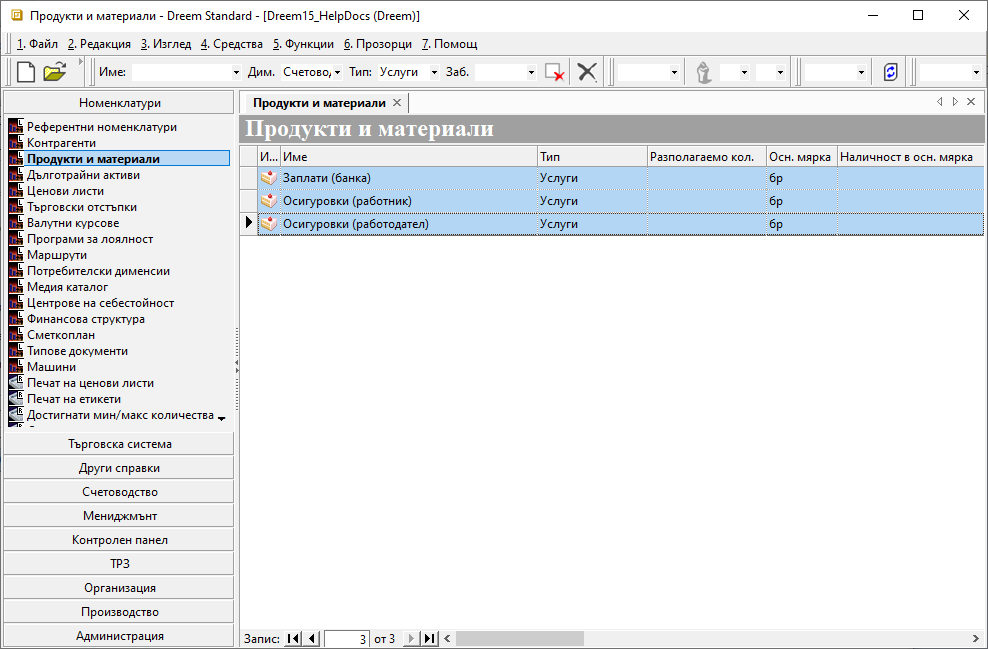 Продукти и материали - Dreem Standard - [Dreem15_HelpDocs (Dreem)]
1. Файл 2. Редакция 3. Изглед 4. Средства 5. Функции 6. Прозорци 7. Помощ
Име: Дим. Счетово, Тип: Услуги Заб.
Номенклатури
Референтни номенклатури
Контрагенти
Продукти и материали
Дълготрайни активи
Ценови листи
Търговски отстъпки
Валутни курсове
Програми за лоялност
Маршрути
Потребителски дименсии
Медия каталог
Центрове на себестойност
Финансова структура
Сметкоплан
Типове документи
Машини
Печат на ценови листи
Печат на етикети
Достигнати мин/макс количества
Търговска система
Други справки
Счетоводство
Мениджмънт
Контролен панел
ТРЗ
Организация
Производство
Администрация
Продукти и материали
Продукти и материали
И... Име Тип Разполагаемо кол. Осн. мярка Наличност в осн. мярка
Заплати (банка) Услуги бр
Осигуровки (работник) Услуги бр
Осигуровки (работодател) Услуги бр
Запис: 3 от 3